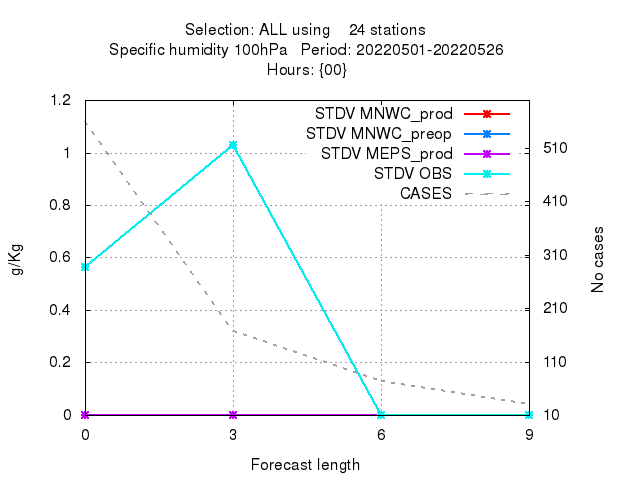 Selection: ALL using    24 stations
Specific humidity 100hPa   Period: 20220501-20220526
Hours: {00}
STDV MNWC_prod
STDV MNWC_preop
STDV MEPS_prod
STDV OBS
CASES
1.2
1
0.8
0.6
0.4
0.2
0
g/Kg
510
410
310
210
110
10
No cases
0 3 6 9
Forecast length